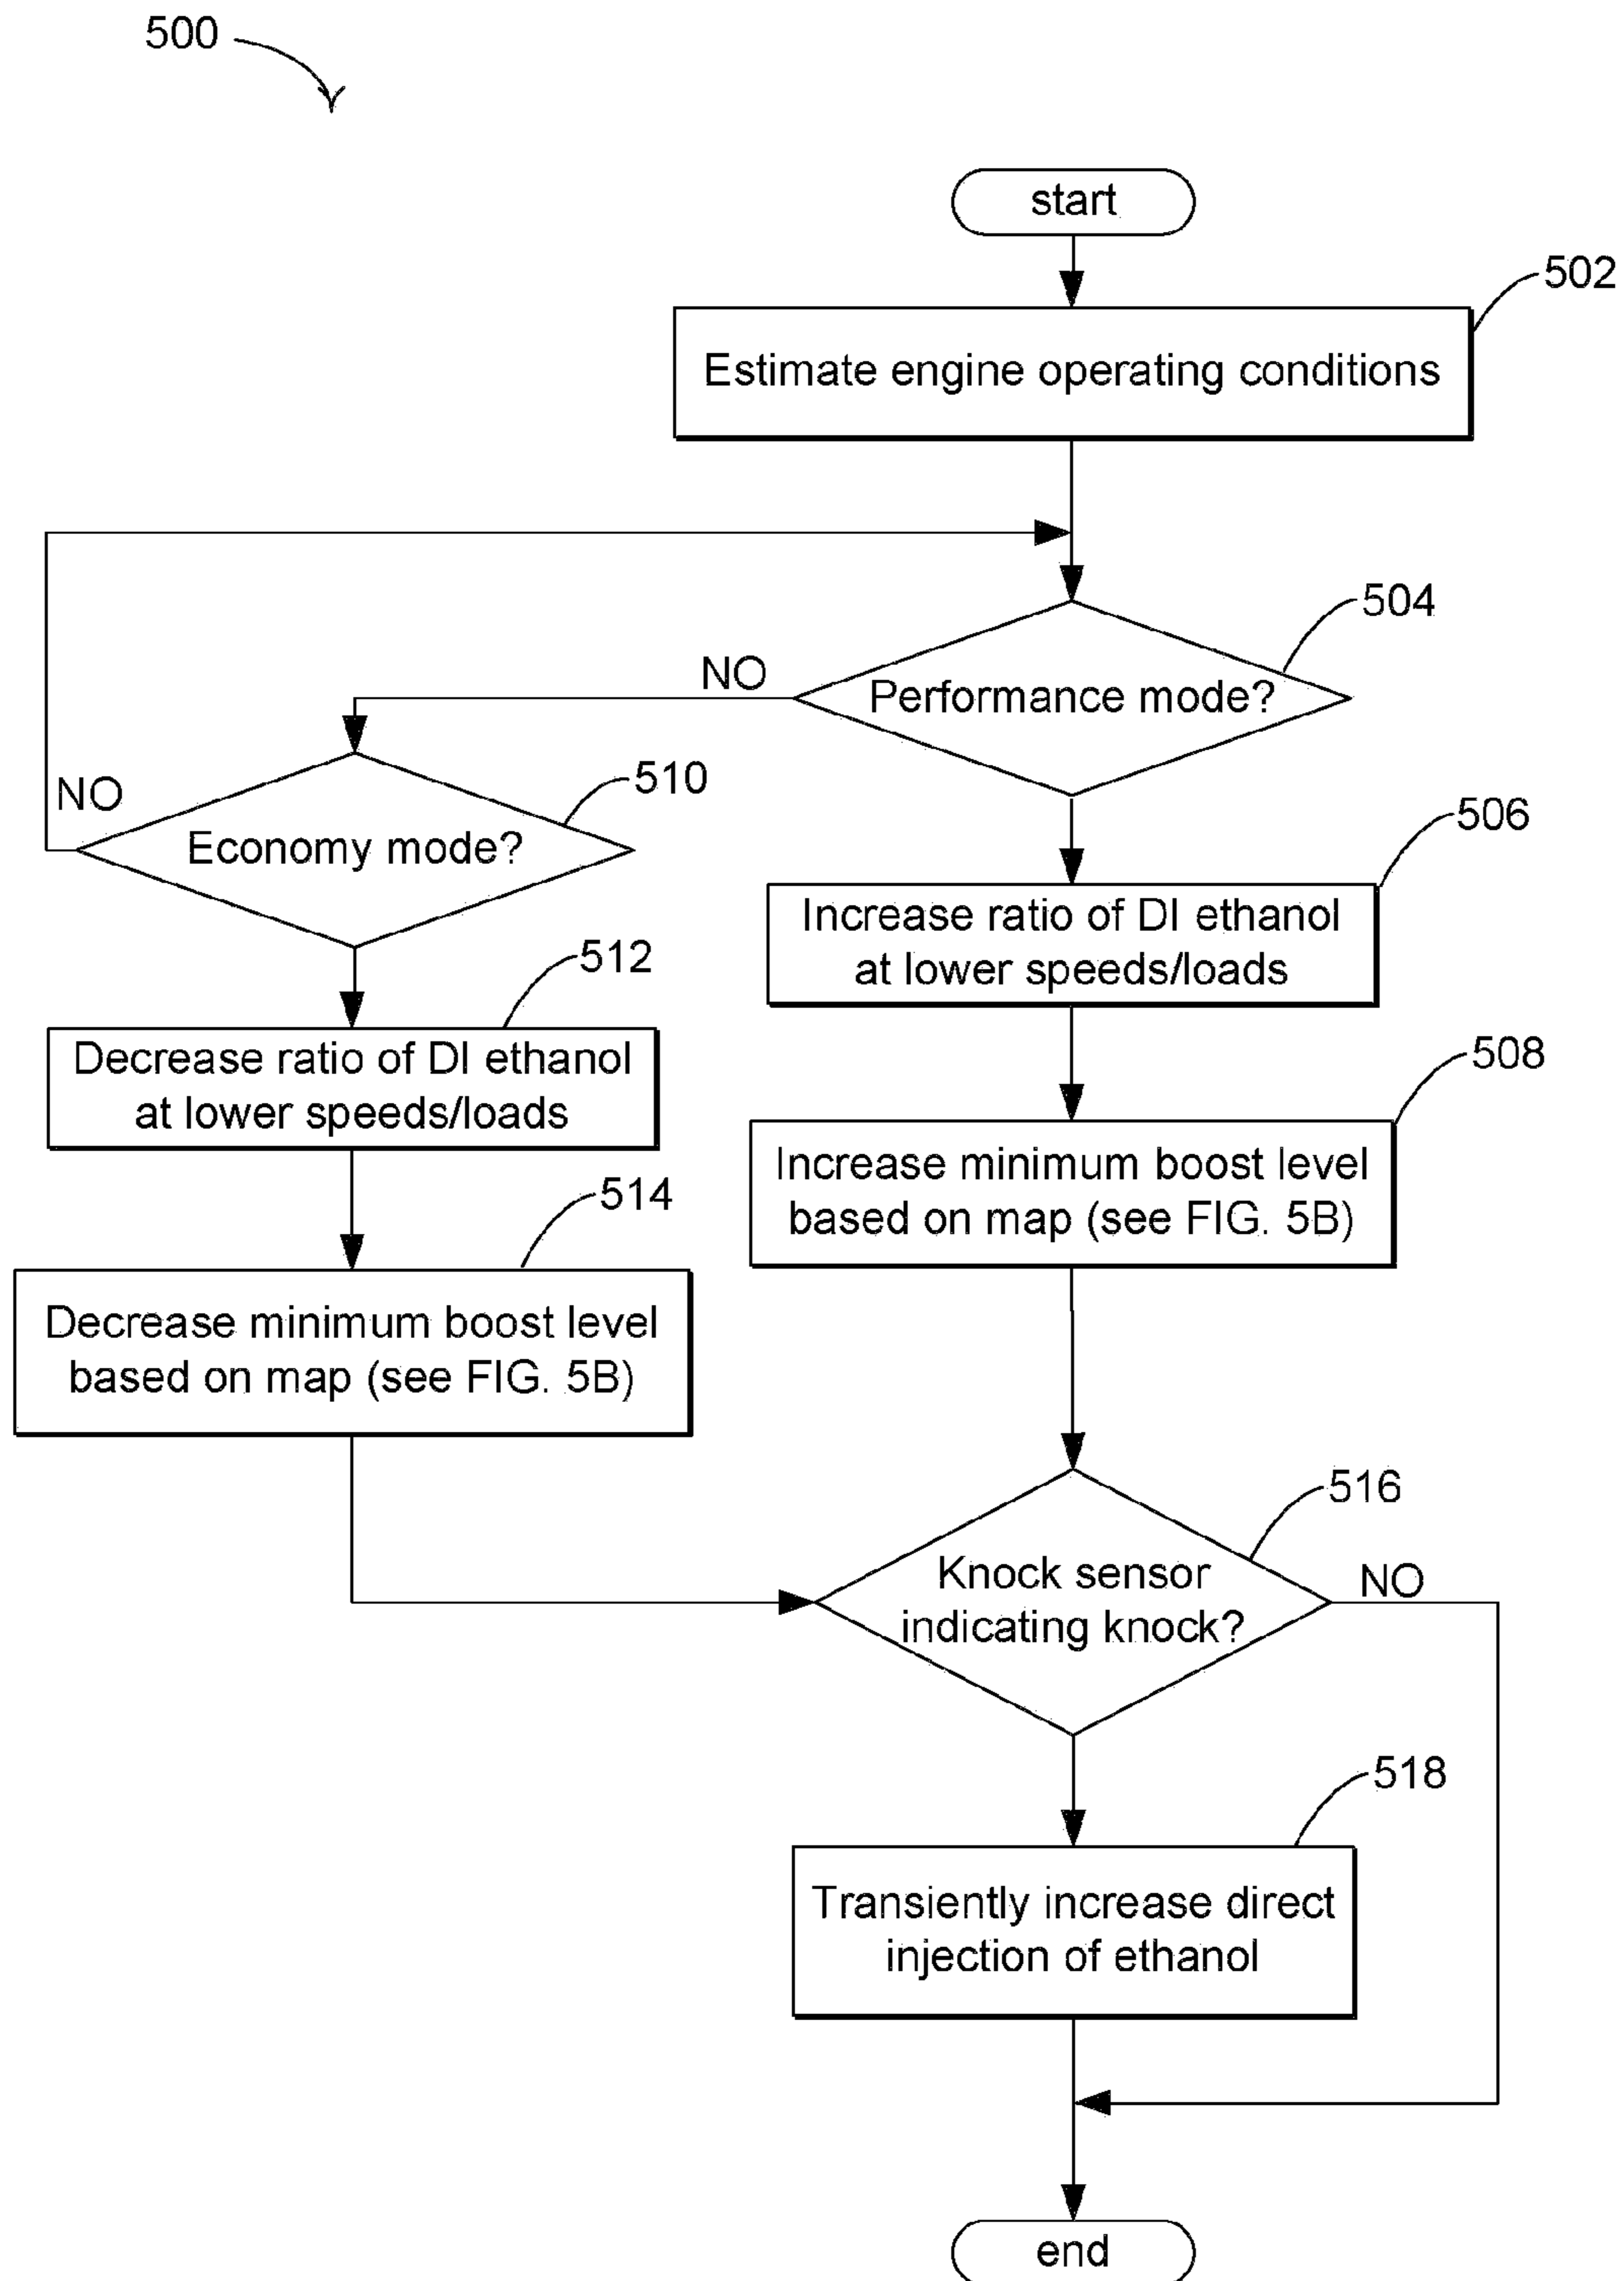 500
start
502
Estimate engine operating conditions
504
NO
Performance mode?
510
NO
Economy mode?
506
Increase ratio of DI ethanol
at lower speeds/loads
512
Decrease ratio of DI ethanol
at lower speeds/loads
508
Increase minimum boost level
based on map (see FIG. 5B)
514
Decrease minimum boost level
based on map (see FIG. 5B)
516
Knock sensor
indicating knock?
NO
518
Transiently increase direct
injection of ethanol
end